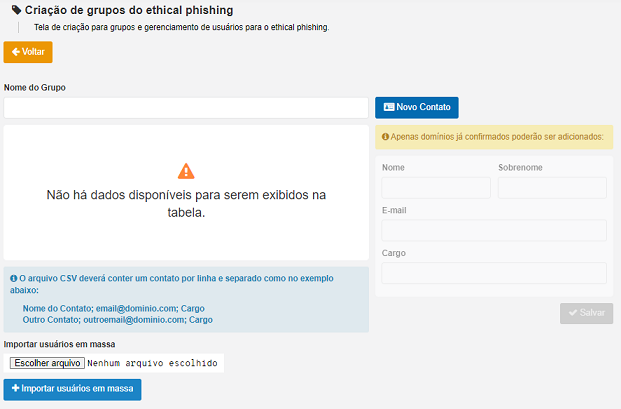 Criação de grupos do ethical phishing
Tela de criação para grupos e gerenciamento de usuários para o ethical phishing.
Voltar
Nome do Grupo
Não há dados disponíveis para serem exibidos na
tabela.
O arquivo CSV deverá conter um contato por linha e separado como no exemplo
abaixo:
Nome do Contato; email@dominio.com; Cargo
Outro Contato; outroemail@dominio.com; Cargo
Importar usuários em massa
Escolher arquivo Nenhum arquivo escolhido
Importar usuários em massa
Novo Contato
Apenas domínios já confirmados poderão ser adicionados:
Nome Sobrenome
E-mail
Cargo
Salvar